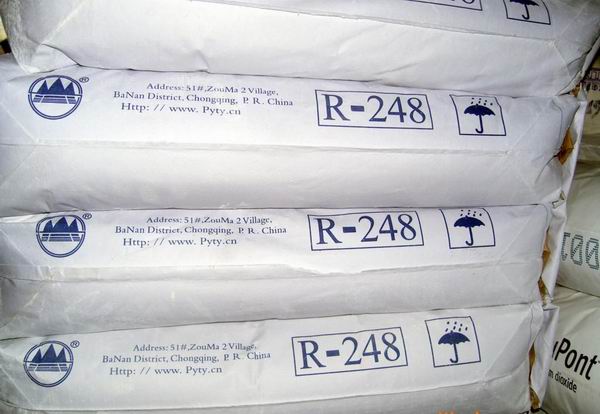 ®
Address: 51#,ZouMa 2 Village,
BaNan District, Chongqing, P. R. China
Http: // www. Pyty.cn
R-248
®
Address: 51#,ZouMa 2 Village,
BaNan District, Chongqing, P. R. China
Http: // www. Pyty.cn
R-248
®
Address: 51#,ZouMa 2 Village,
BaNan District, Chongqing, P. R. China
Http: // www. Pyty.cn
R-248
uPont
m dioxide